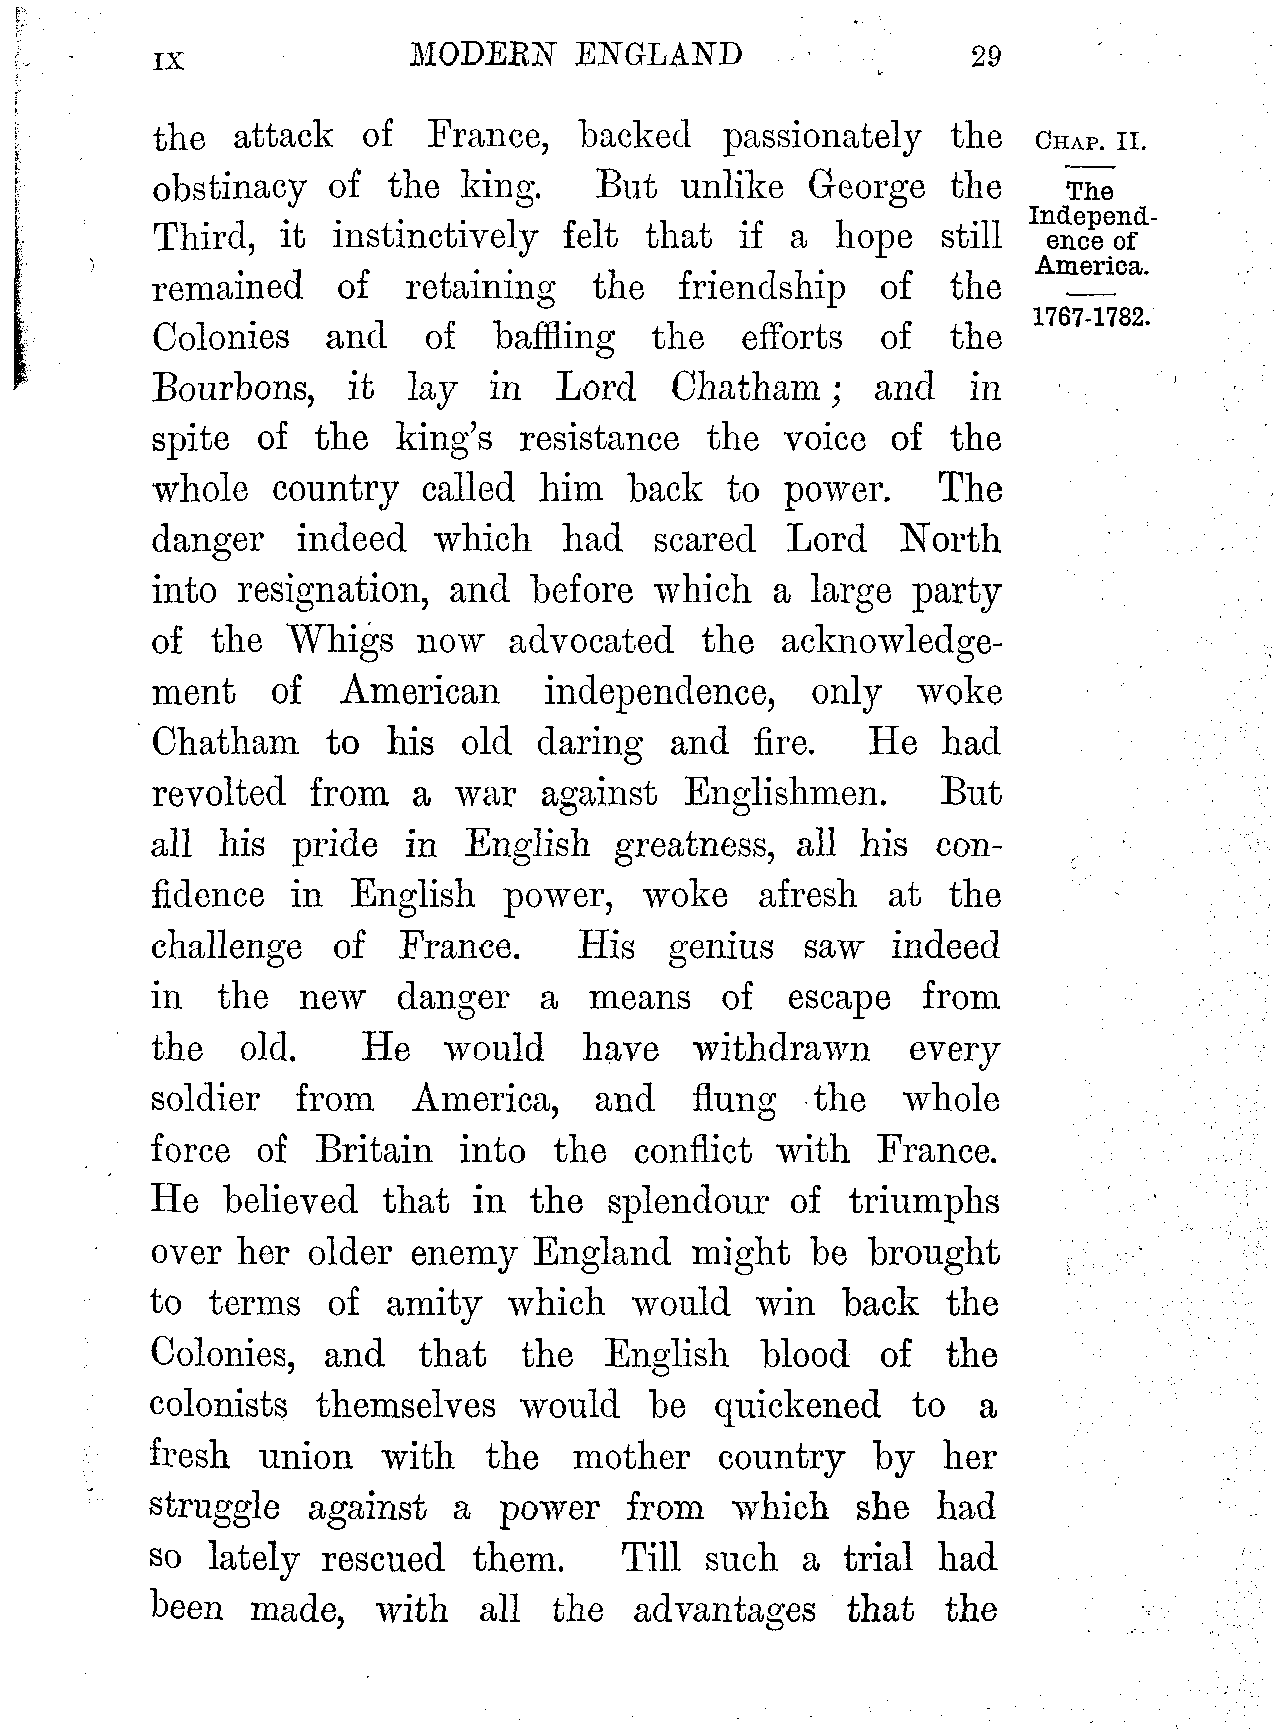 IX MODERN ENGLAND 29
the attack of France, backed passionately the
obstinacy of the king. But unlike George the
Third, it instinctively felt that if a hope still
remained of retaining the friendship of the
Colonies and of baffling the efforts of the
Bourbons, it lay in Lord Chatham; and in
spite of the king's resistance the voice of the
whole country called him back to power. The
danger indeed which had scared Lord North
into resignation, and before which a large party
of the Whigs now advocated the acknowledge-
ment of American independence, only woke
Chatham to his old daring and fire. He had
revolted from a war against Englishmen. But
all his pride in English greatness, all his con-
fidence in English power, woke afresh at the
challenge of France. His genius saw indeed
in the new danger a means of escape from
the old. He would have withdrawn every
soldier from America, and flung the whole
force of Britain into the conflict with France.
He believed that in the splendour of triumphs
over her older enemy England might be brought
to terms of amity which would win back the
Colonies, and that the English blood of the
colonists themselves would be quickened to a
fresh union with the mother country by her
struggle against a power from which she had
so lately rescued them. Till such a trial had
been made, with all the advantages that the
CHAP. II.
The
Independ-
ence of
America.
1767-1782.